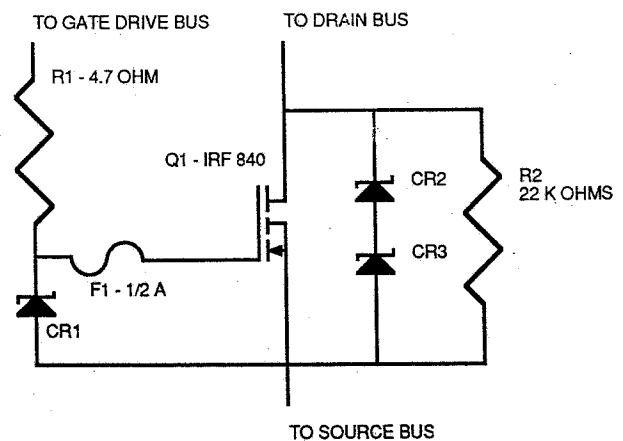 TO GATE DRIVE BUS
TO DRAIN BUS
R1 - 4.7 OHM
Q1 - IRF 840
CR2
R2
22 K OHMS
CR3
F1 - 1/2 A
CR1
TO SOURCE BUS